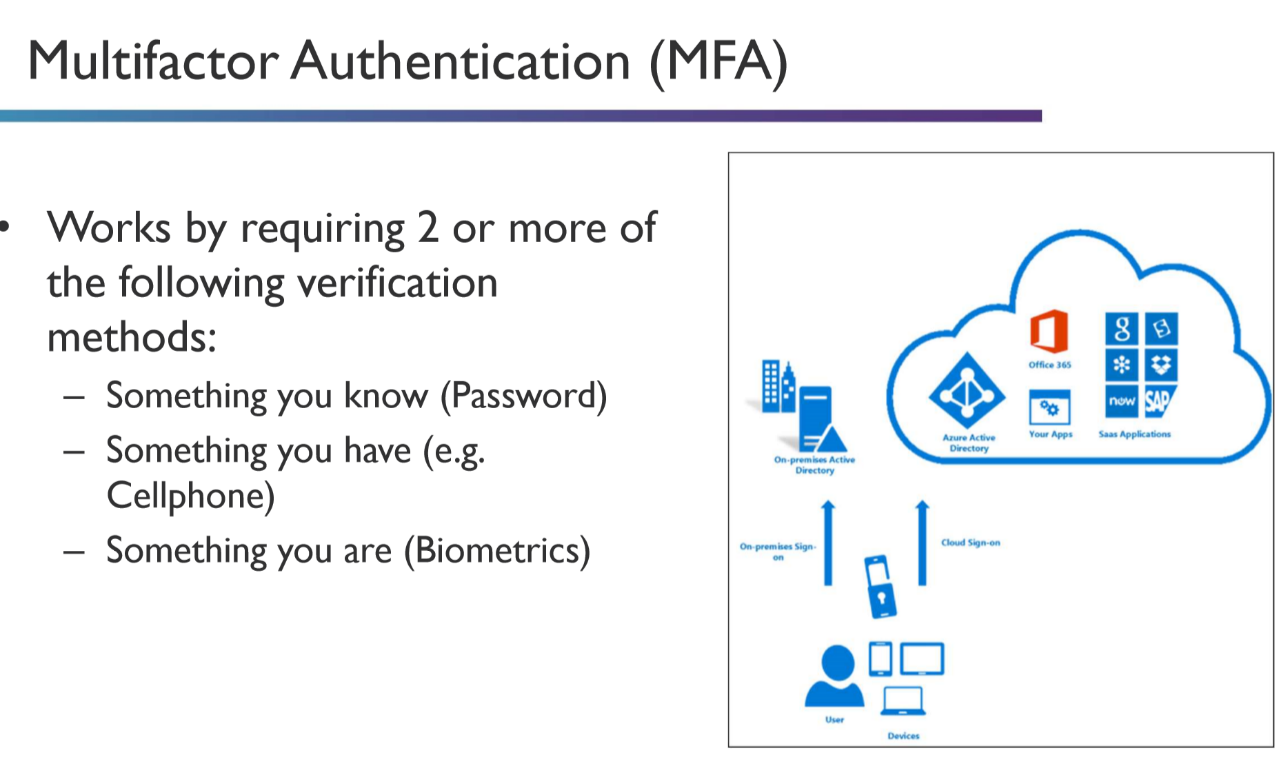 Multifactor Authentication (MFA)
• Works by requiring 2 or more of
the following verification
methods:
– Something you know (Password)
– Something you have (e.g.
Cellphone)
– Something you are (Biometrics)
Office 365
g
E
now
SAP
Azure Active
Directory
Your Apps
Saas Applications
On-premises Active
Directory
On-premises Sign-
on
Cloud Sign-on
User
Devices